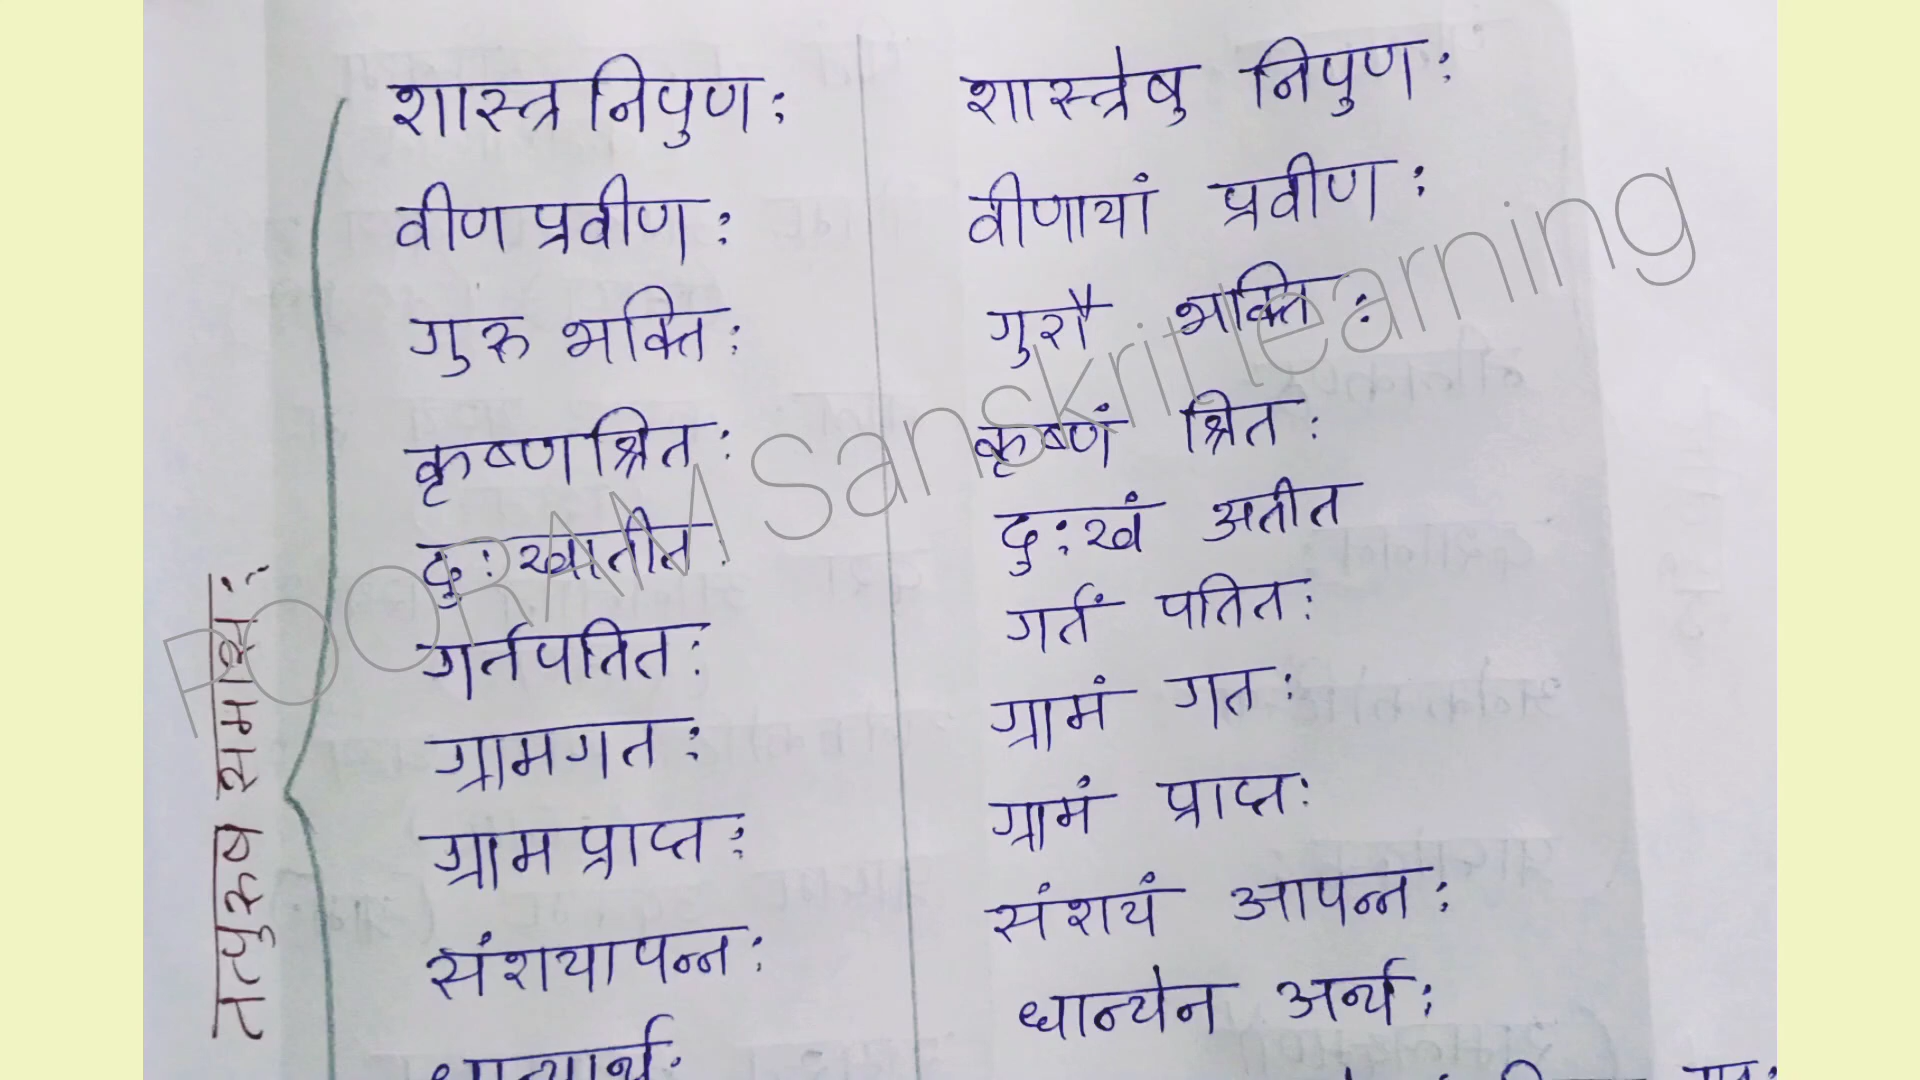 शास्त्रनिपुणः शास्त्रेषु निपुणः
वीणप्रवीणः वीणायां प्रवीणः
गुरु भक्तिः गुरौ भक्तिः
कृष्णश्रितः कृष्णं श्रितः
दुःखातीत दुःखं अतीत
गर्तपतितः गर्तं पतितः
ग्रामगतः ग्रामं गतः
ग्रामप्राप्तः ग्रामं प्राप्तः
संशयापन्नः संशयं आपन्नः
धान्यार्थः धान्येन अर्थः
तत्पुरुष समासः
POORAM Sanskrit learning